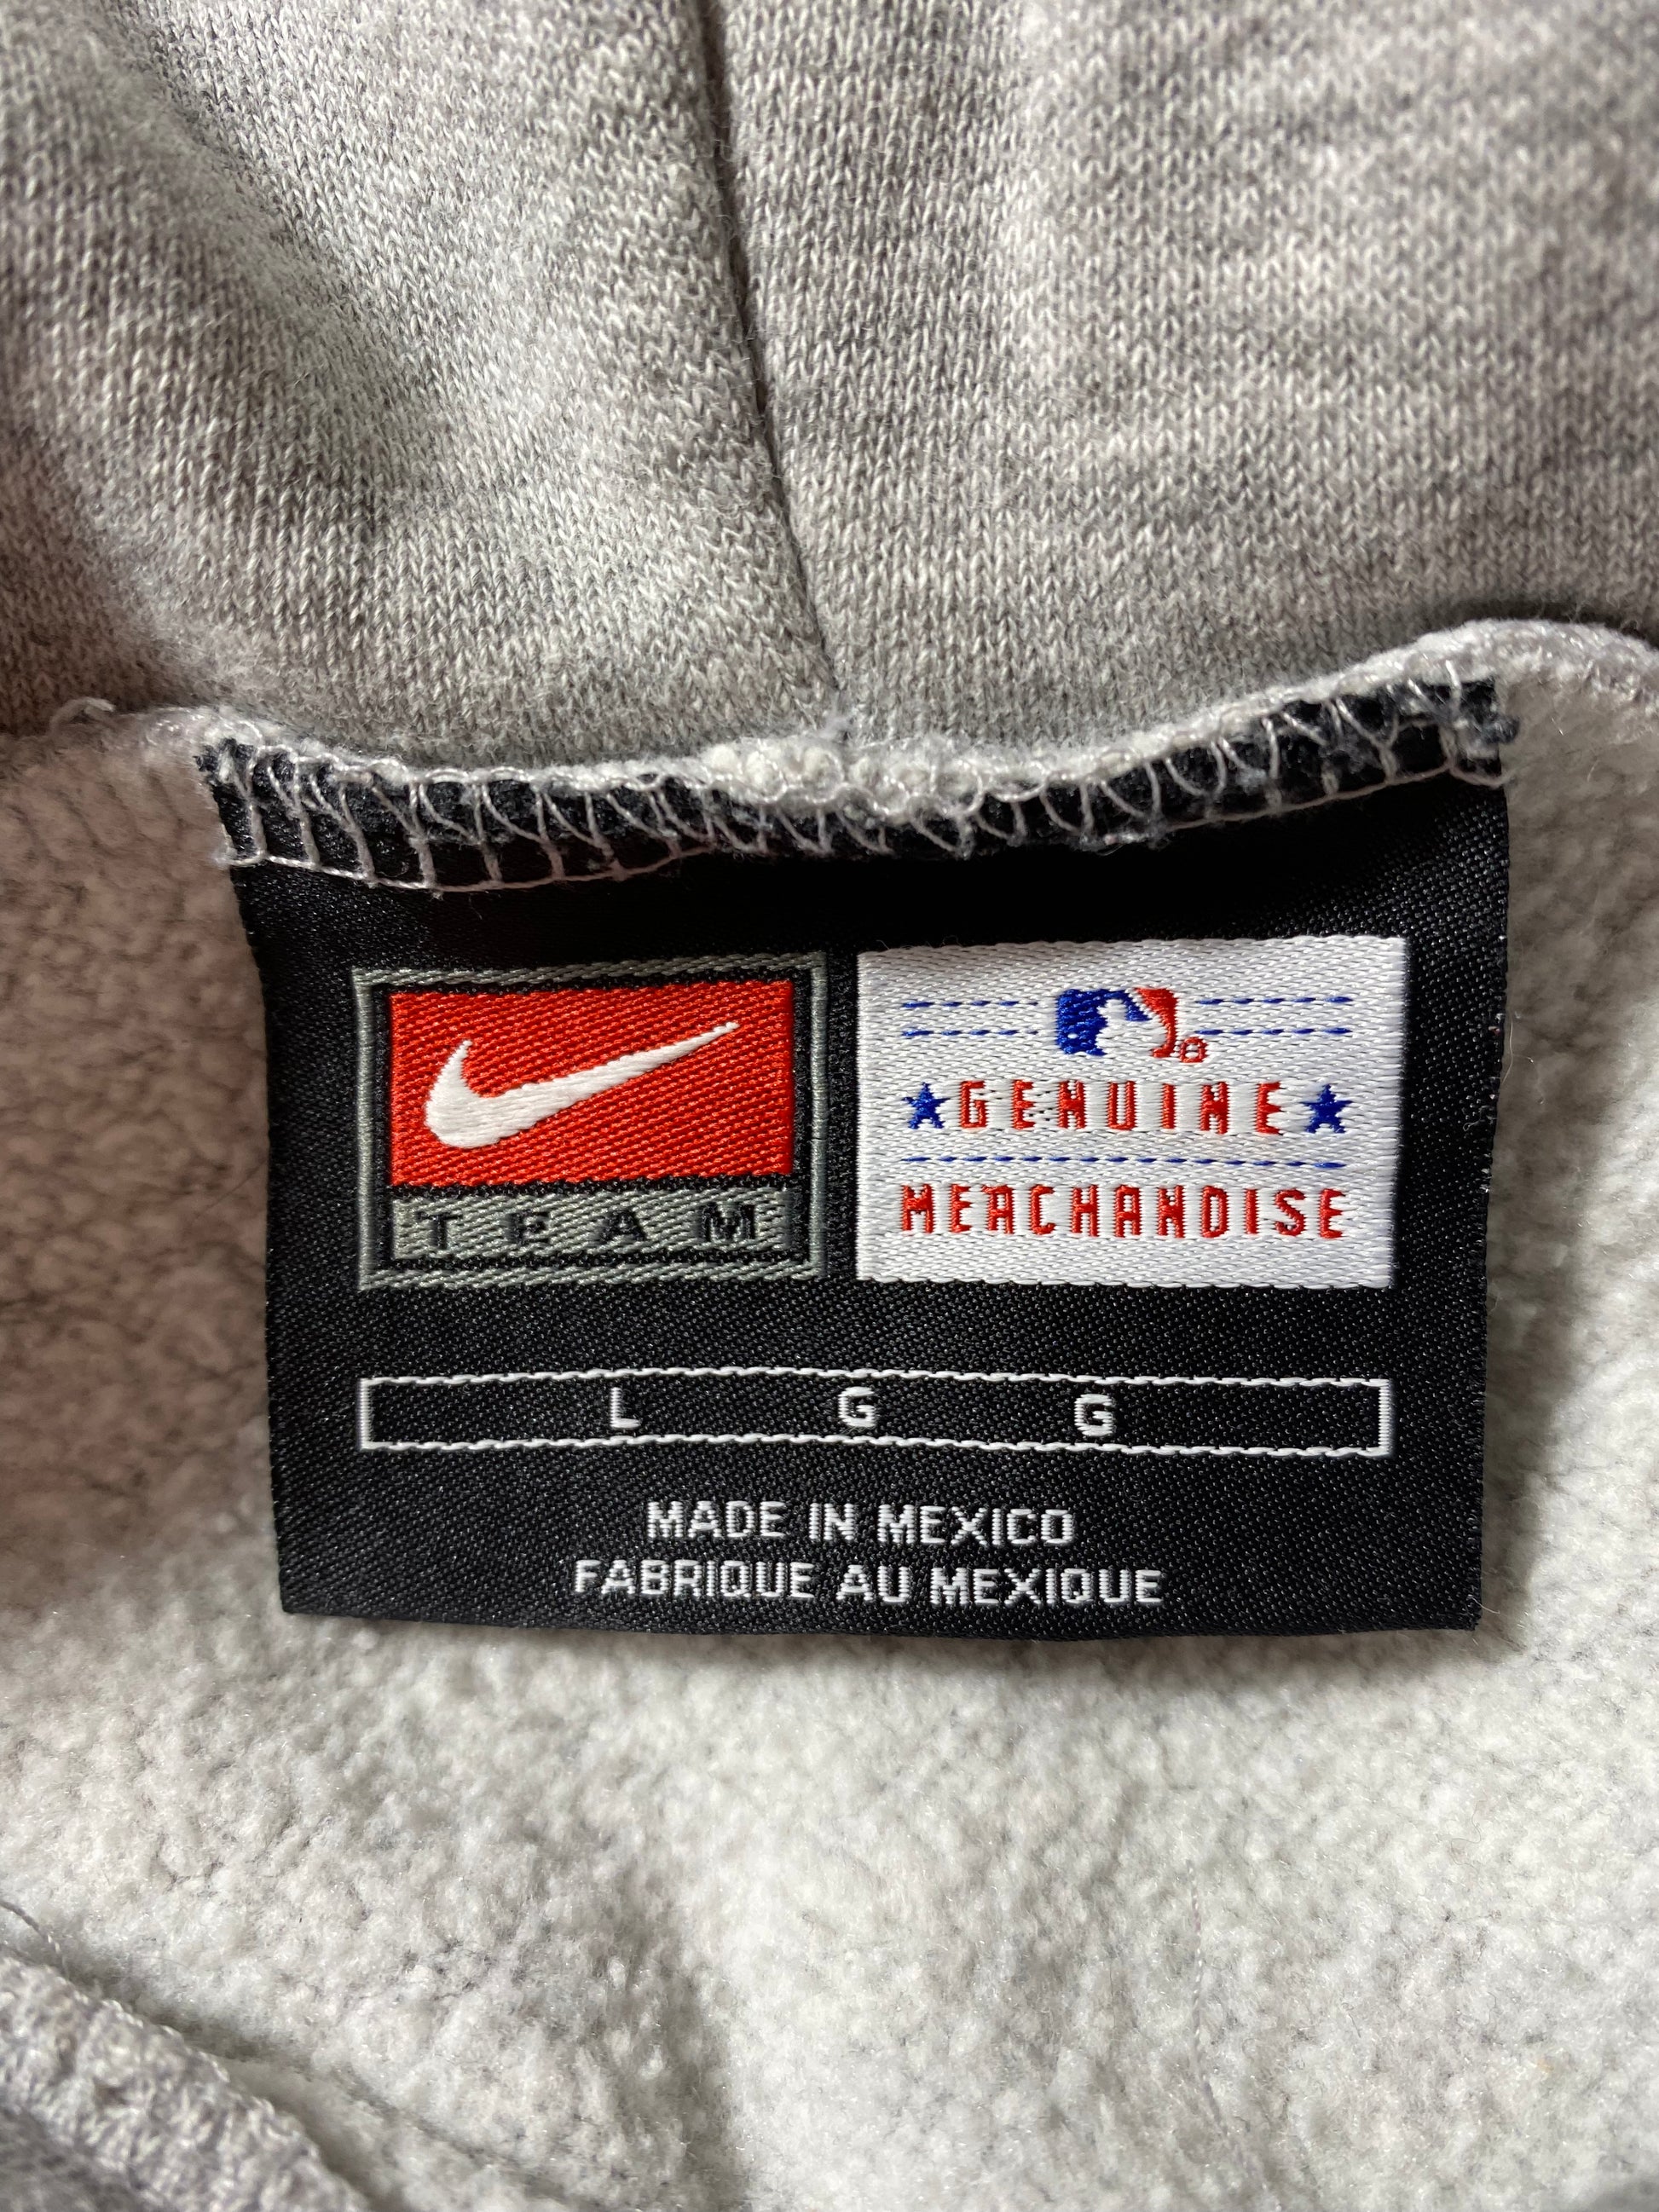 TEAM
GENUINE
MERCHANDISE
L G G
MADE IN MEXICO
FABRIQUE AU MEXIQUE